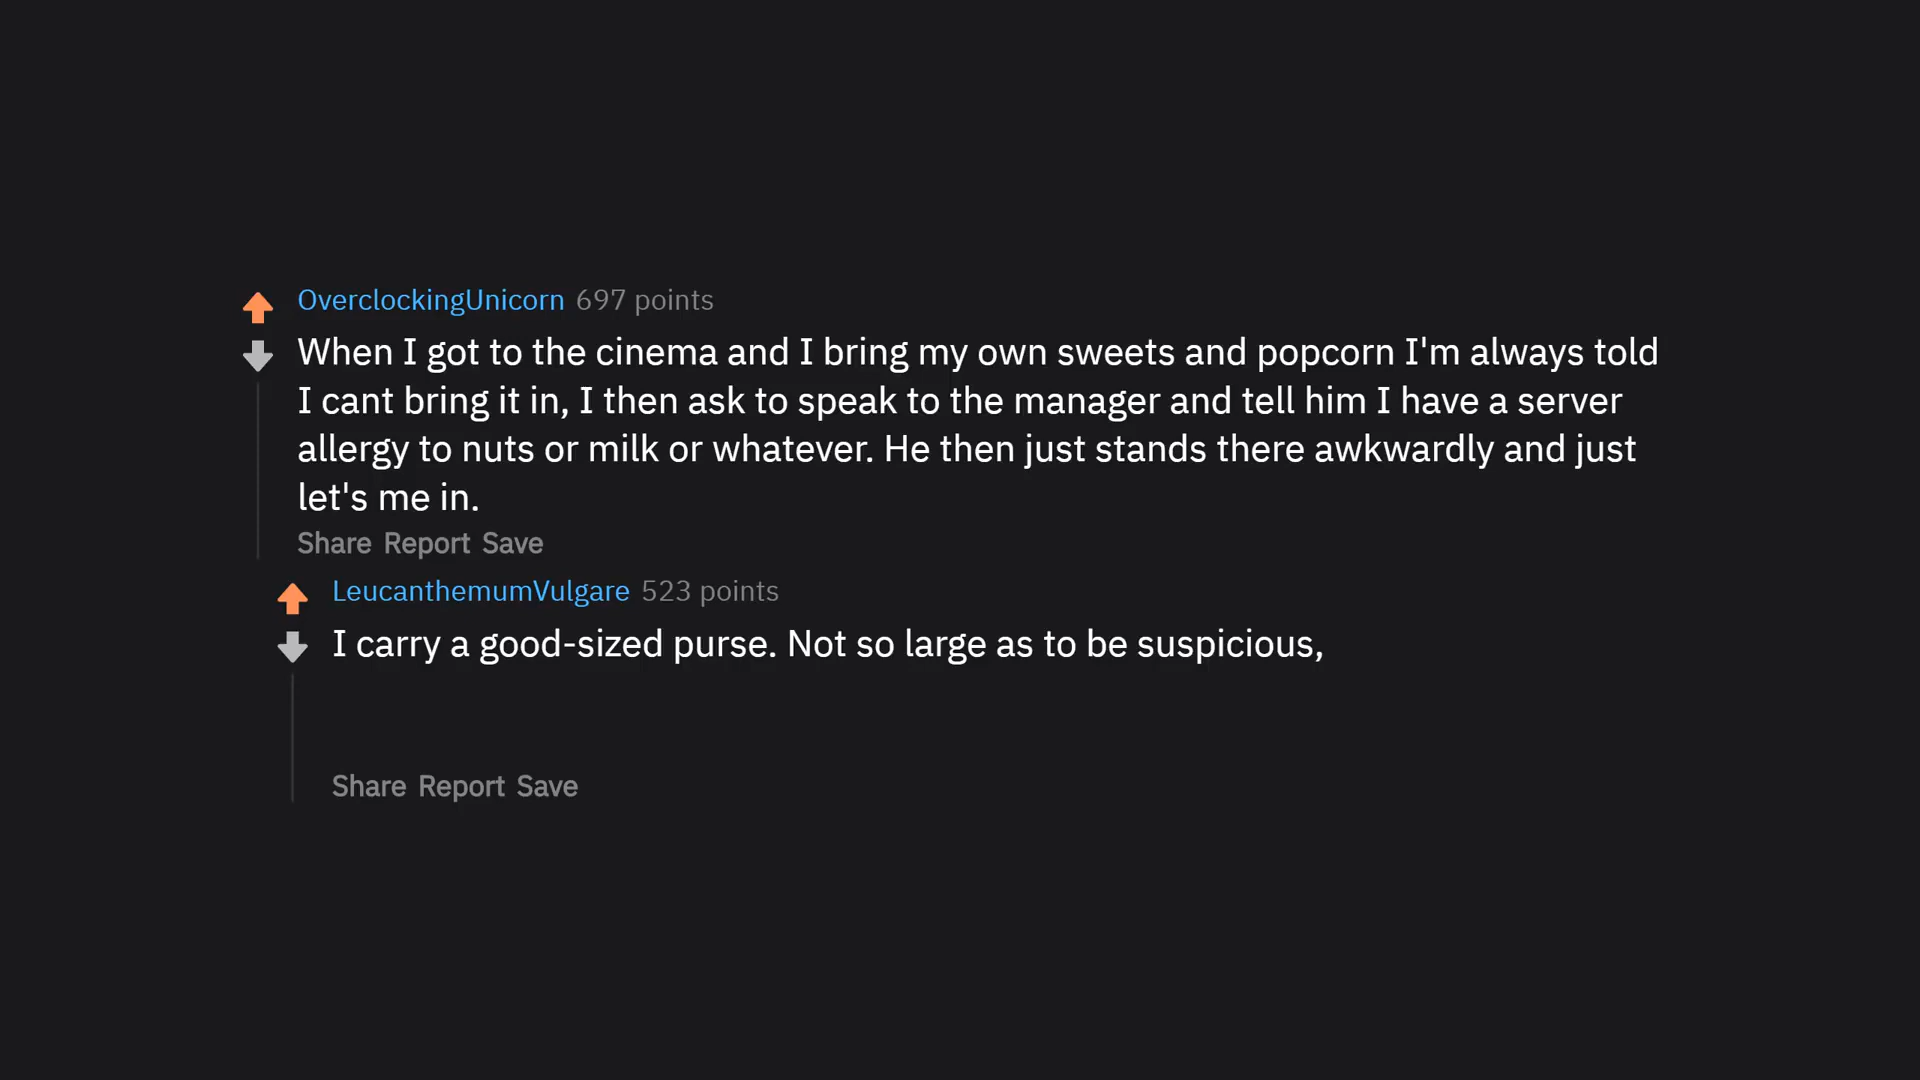 OverclockingUnicorn 697 points
When I got to the cinema and I bring my own sweets and popcorn I'm always told
I cant bring it in, I then ask to speak to the manager and tell him I have a server
allergy to nuts or milk or whatever. He then just stands there awkwardly and just
let's me in.
Share Report Save
LeucanthemumVulgare 523 points
I carry a good-sized purse. Not so large as to be suspicious,
Share Report Save